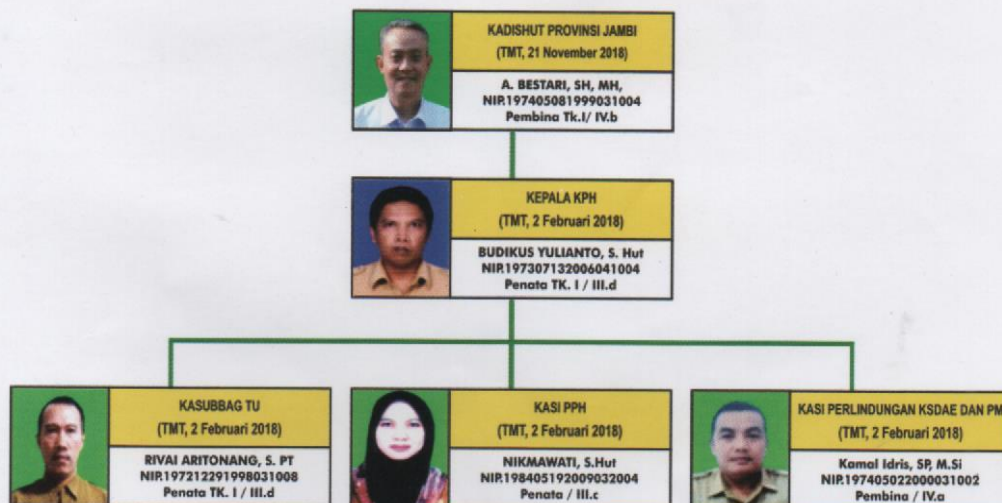 KADISHUT PROVINSI JAMBI
(TMT, 21 November 2018)
A. BESTARI, SH, MH,
NIP.197405081999031004
Pembina Tk.I/ IV.b
KEPALA KPH
(TMT, 2 Februari 2018)
BUDIKUS YULIANTO, S. Hut
NIP.197307132006041004
Penata TK. I / III.d
KASUBBAG TU
(TMT, 2 Februari 2018)
RIVAI ARITONANG, S. PT
NIP.197212291998031008
Penata TK. I / III.d
KASI PPH
(TMT, 2 Februari 2018)
NIKMAWATI, S.Hut
NIP.198405192009032004
Penata / III.c
KASI PERLINDUNGAN KSDAE DAN PM
(TMT, 2 Februari 2018)
Kamal Idris, SP, M.Si
NIP.197405022000031002
Pembina / IV.a